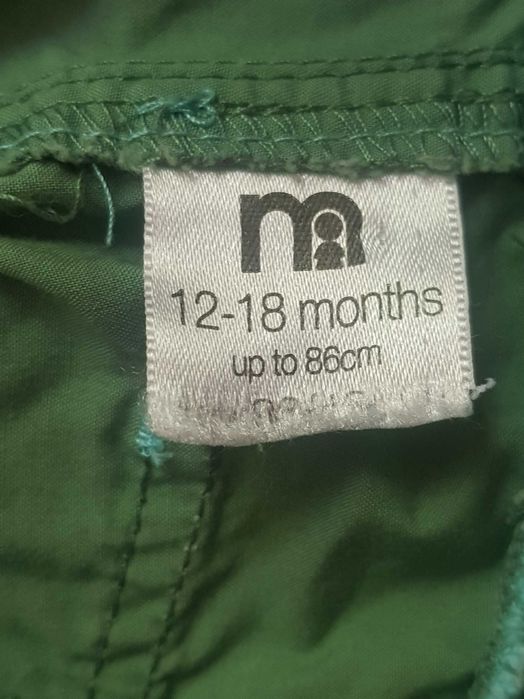 m
12-18 months
up to 86cm